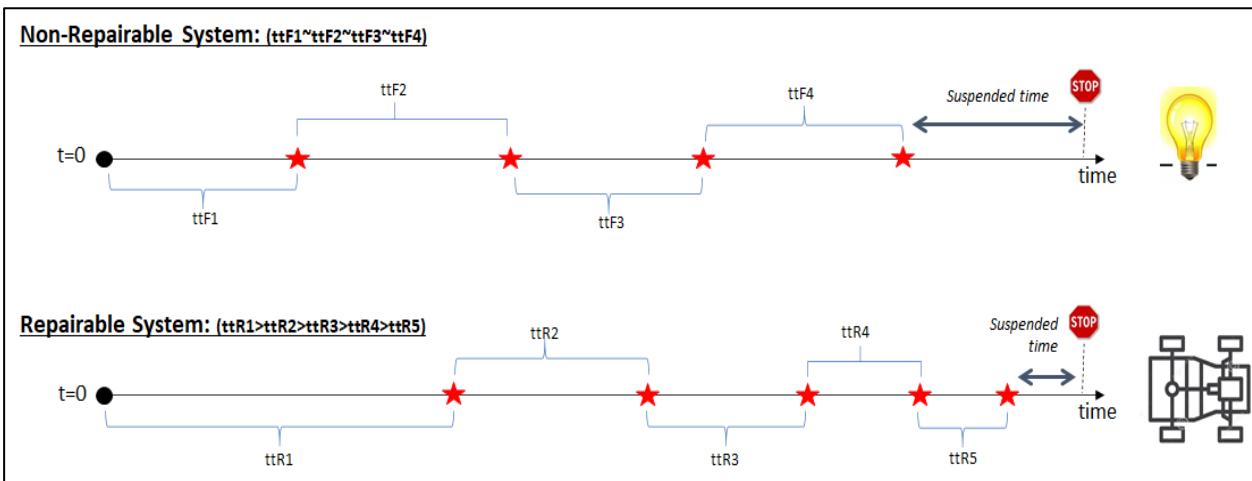 Non-Repairable System: (ttF1~ttF2~ttF3~ttF4)
ttF2
ttF4
Suspended time
STOP
t=0
time
ttF1
ttF3
Repairable System: (ttR1>ttR2>ttR3>ttR4>ttR5)
ttR2
ttR4
Suspended
time
STOP
t=0
time
ttR1
ttR3
ttR5